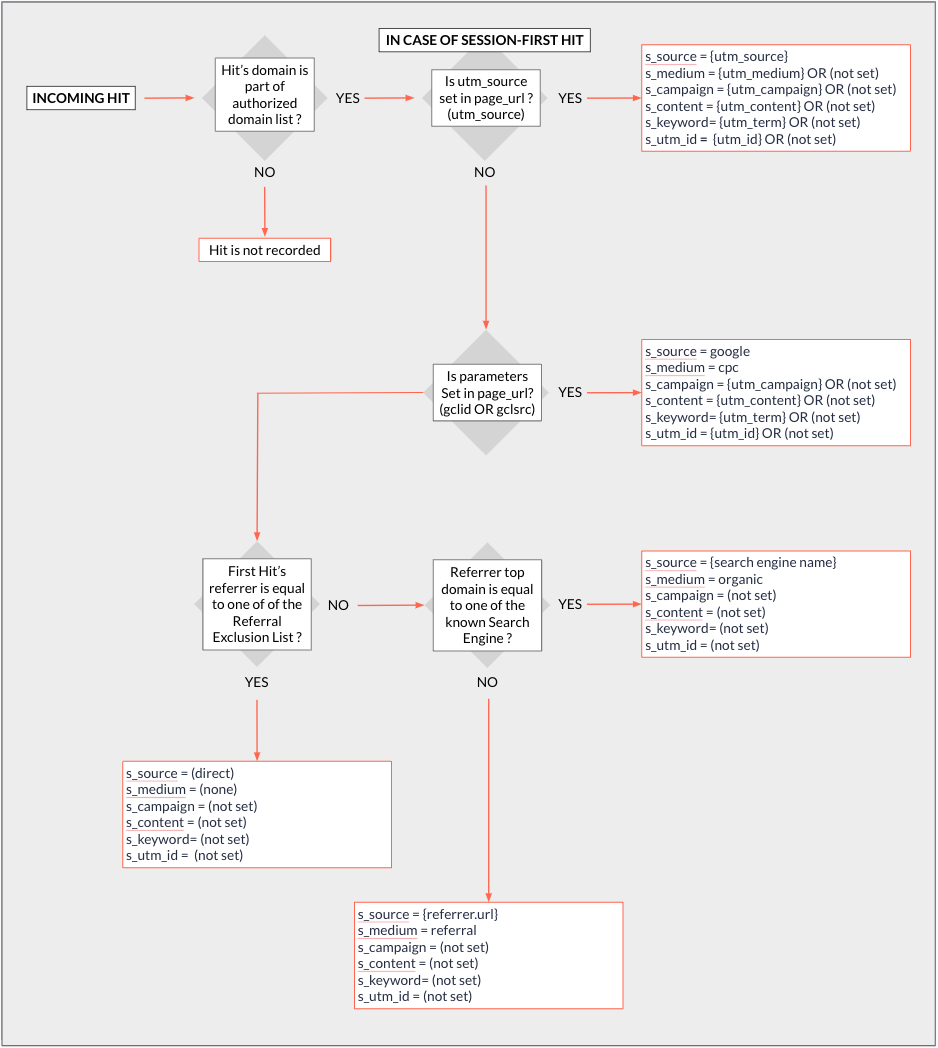 IN CASE OF SESSION-FIRST HIT
INCOMING HIT
Hit's domain is
part of
authorized
domain list ?
YES
Is utm_source
set in page_url ?
(utm_source)
YES
s_source = {utm_source}
s_medium = {utm_medium} OR (not set)
s_campaign = {utm_campaign} OR (not set)
s_content = {utm_content} OR (not set)
s_keyword= {utm_term} OR (not set)
s_utm_id = {utm_id} OR (not set)
NO
NO
Hit is not recorded
Is parameters
Set in page_url?
(gclid OR gclsrc)
YES
s_source = google
s_medium = cpc
s_campaign = {utm_campaign} OR (not set)
s_content = {utm_content} OR (not set)
s_keyword= {utm_term} OR (not set)
s_utm_id = {utm_id} OR (not set)
First Hit's
referrer is equal
to one of of the
Referral
Exclusion List ?
NO
Referrer top
domain is equal
to one of the
known Search
Engine ?
YES
s_source = {search engine name}
s_medium = organic
s_campaign = (not set)
s_content = (not set)
s_keyword= (not set)
s_utm_id = (not set)
YES
NO
s_source = (direct)
s_medium = (none)
s_campaign = (not set)
s_content = (not set)
s_keyword= (not set)
s_utm_id = (not set)
s_source = {referrer.url}
s_medium = referral
s_campaign = (not set)
s_content = (not set)
s_keyword= (not set)
s_utm_id = (not set)